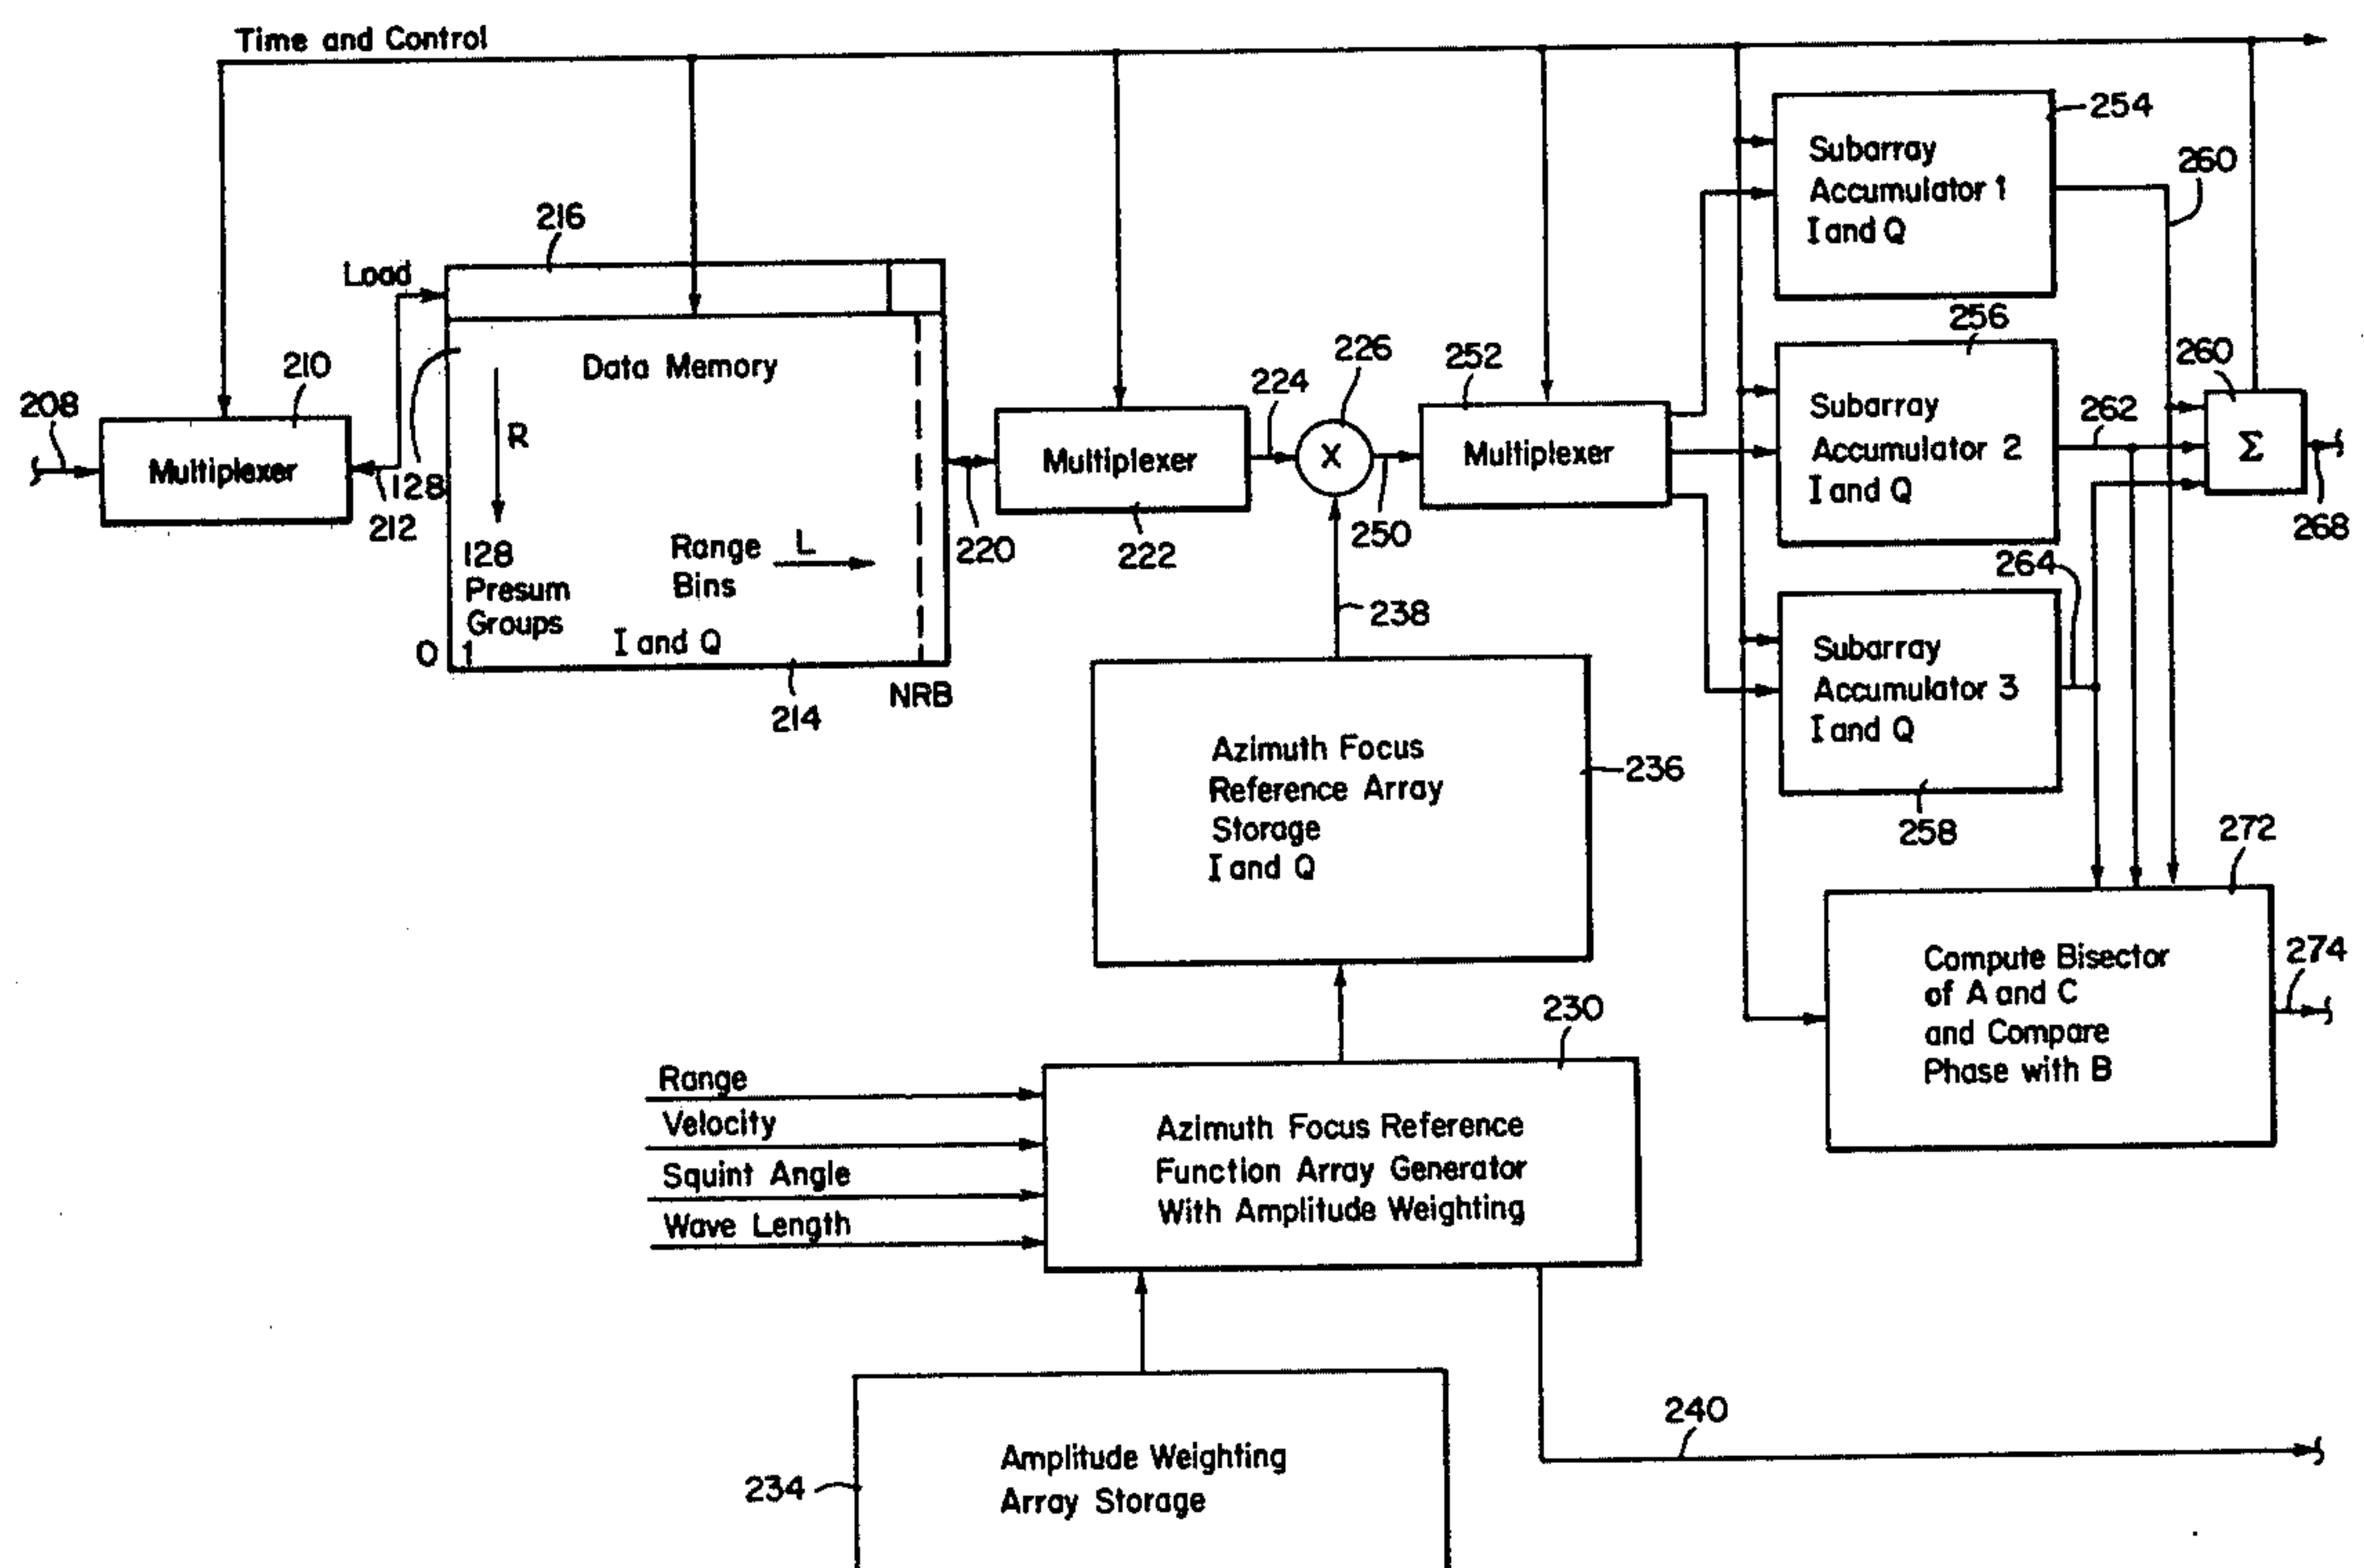 Time and Control
254
Subarray
Accumulator 1
I and Q
260
216
Load
256
210
Data Memory
226
252
260
208
Multiplexer
R
224
Subarray
Accumulator 2
I and Q
262
Σ
128
212
Multiplexer
X
Multiplexer
268
128
Presum
Groups
Range
Bins
L
220
222
250
264
I and Q
0 1
NRB
214
238
Subarray
Accumulator 3
I and Q
258
Azimuth Focus
Reference Array
Storage
I and Q
236
272
Compute Bisector
of A and C
and Compare
Phase with B
274
230
Range
Velocity
Squint Angle
Wave Length
Azimuth Focus Reference
Function Array Generator
With Amplitude Weighting
240
234
Amplitude Weighting
Array Storage